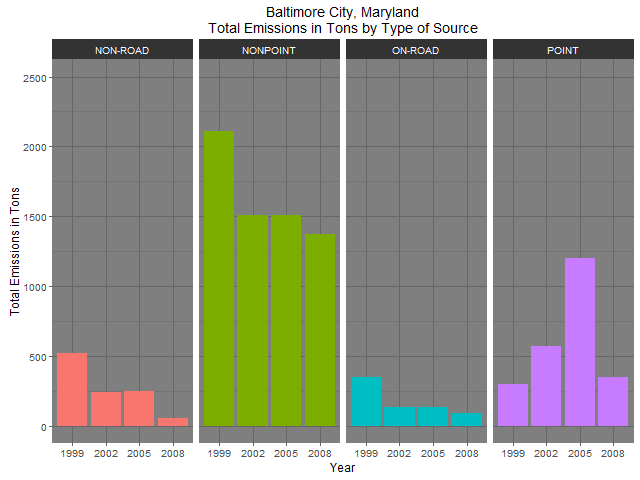 Baltimore City, Maryland
Total Emissions in Tons by Type of Source
NON-ROAD NONPOINT ON-ROAD POINT
Total Emissions in Tons
2500
2000
1500
1000
500
0
1999 2002 2005 2008 1999 2002 2005 2008 1999 2002 2005 2008 1999 2002 2005 2008
Year